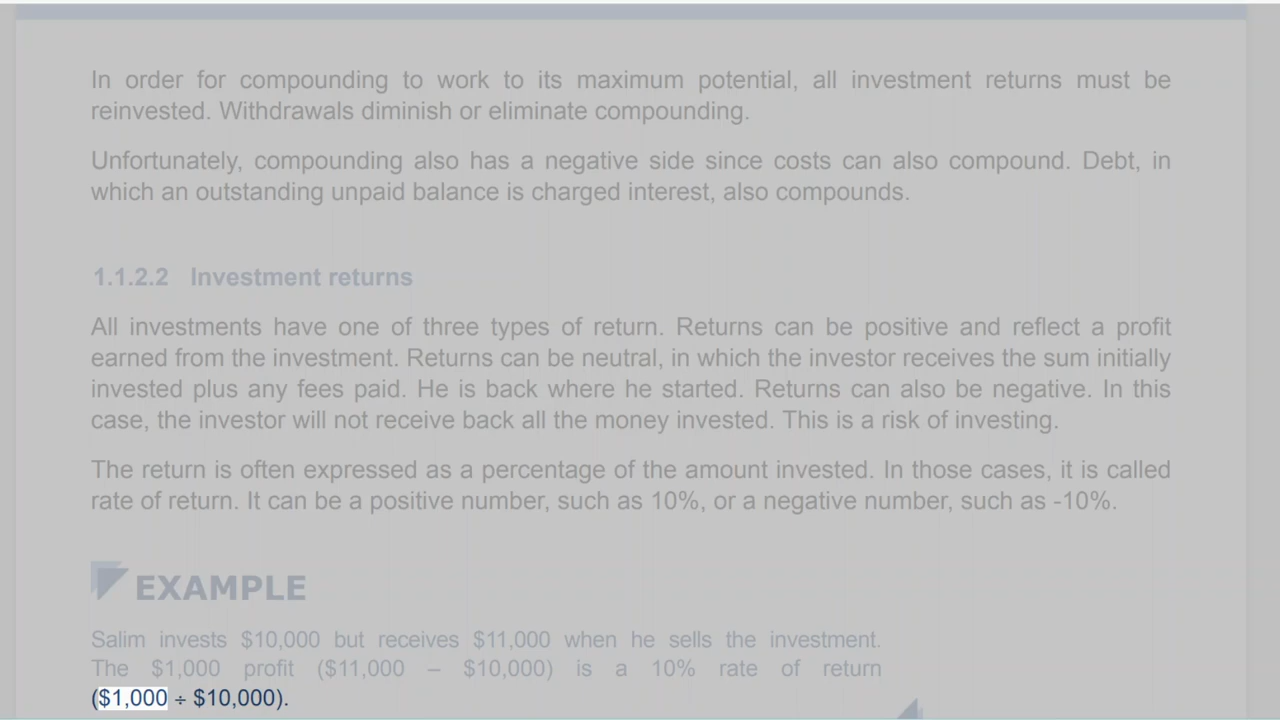 In order for compounding to work to its maximum potential, all investment returns must be
reinvested. Withdrawals diminish or eliminate compounding.
Unfortunately, compounding also has a negative side since costs can also compound. Debt, in
which an outstanding unpaid balance is charged interest, also compounds.
1.1.2.2 Investment returns
All investments have one of three types of return. Returns can be positive and reflect a profit
earned from the investment. Returns can be neutral, in which the investor receives the sum initially
invested plus any fees paid. He is back where he started. Returns can also be negative. In this
case, the investor will not receive back all the money invested. This is a risk of investing.
The return is often expressed as a percentage of the amount invested. In those cases, it is called
rate of return. It can be a positive number, such as 10%, or a negative number, such as -10%.
EXAMPLE
Salim invests $10,000 but receives $11,000 when he sells the investment.
The $1,000 profit ($11,000 – $10,000) is a 10% rate of return
($1,000 ÷ $10,000).